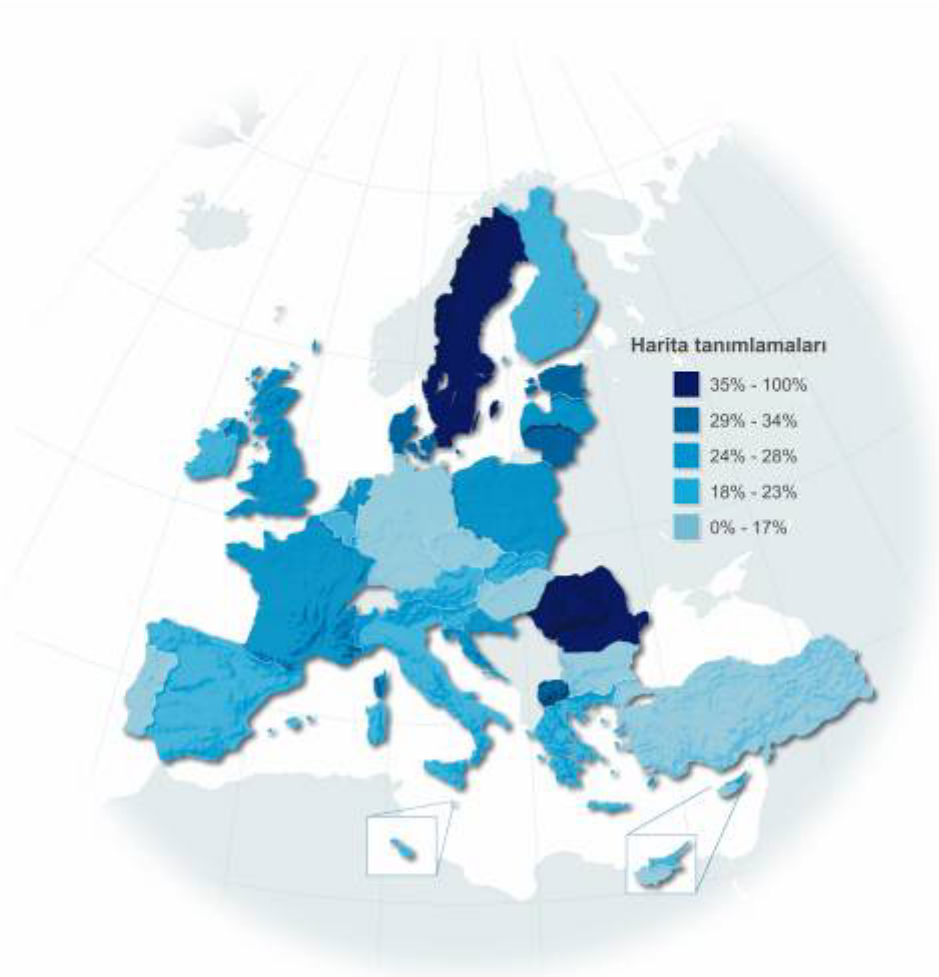 Harita tanımlamaları
35% - 100%
29% - 34%
24% - 28%
18% - 23%
0% - 17%